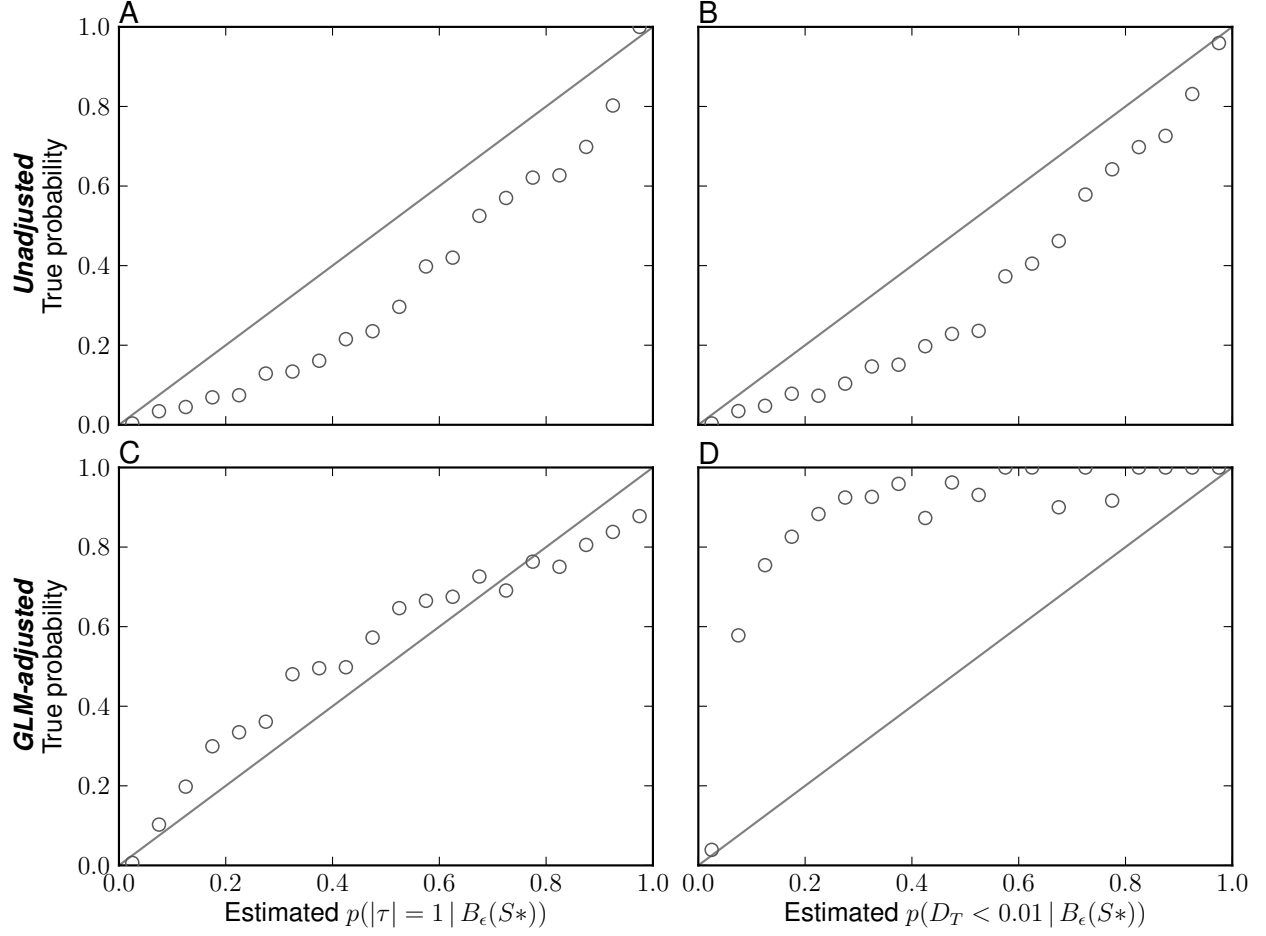 A
B
1.0
0.8
0.6
0.4
0.2
0.0
Unadjusted
True probability
C
D
1.0
0.8
0.6
0.4
0.2
0.0
GLM-adjusted
True probability
0.0 0.2 0.4 0.6 0.8 1.0
0.0 0.2 0.4 0.6 0.8 1.0
Estimated p(|τ| = 1 | B_ϵ(S∗))
Estimated p(D_T < 0.01 | B_ϵ(S∗))